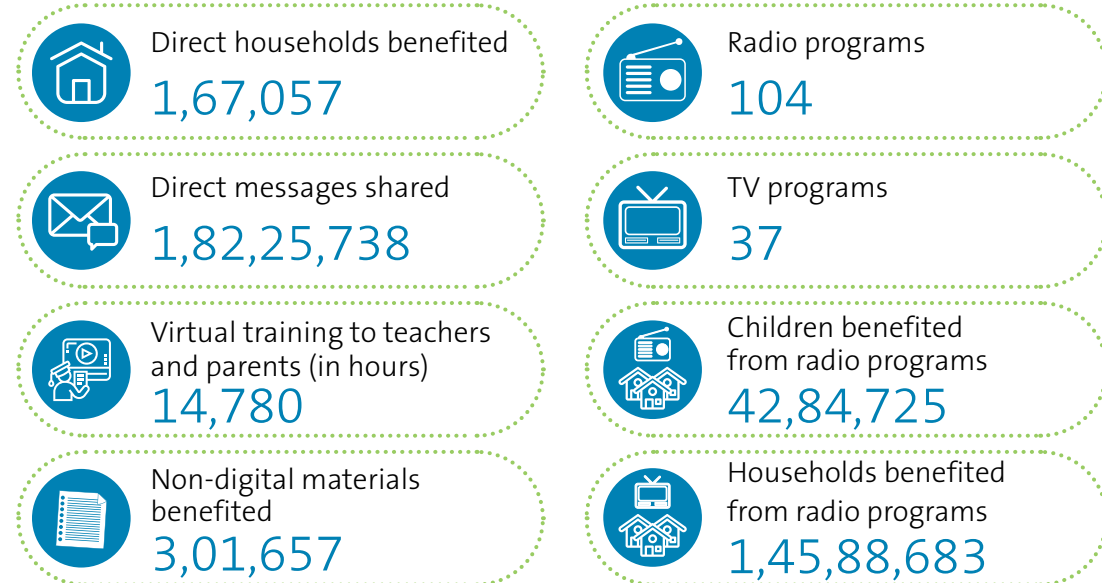 Direct households benefited
1,67,057
Radio programs
104
Direct messages shared
1,82,25,738
TV programs
37
Virtual training to teachers
and parents (in hours)
14,780
Children benefited
from radio programs
42,84,725
Non-digital materials
benefited
3,01,657
Households benefited
from radio programs
1,45,88,683